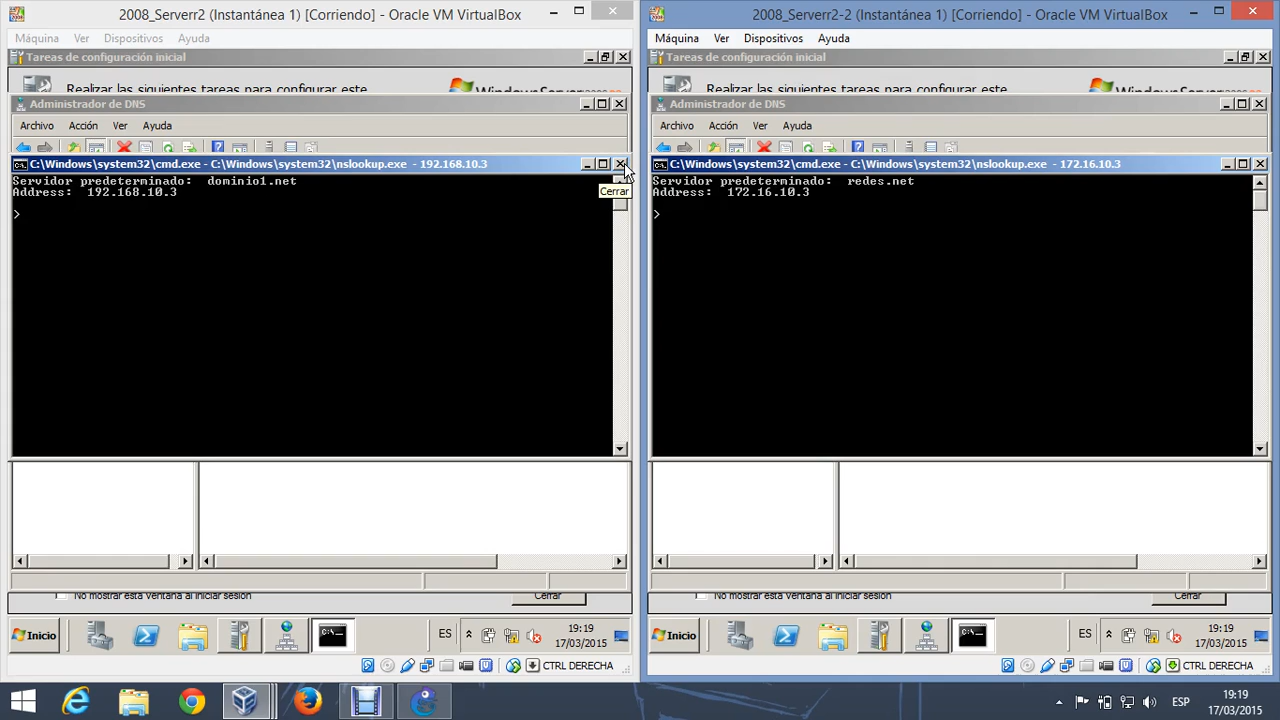 2008_Serverr2 (Instantánea 1) [Corriendo] - Oracle VM VirtualBox
Máquina Ver Dispositivos Ayuda
Tareas de configuración inicial
Realizar las siguientes tareas para configurar este
Administrador de DNS
Archivo Acción Ver Ayuda
C:\Windows\system32\cmd.exe - C:\Windows\system32\nslookup.exe - 192.168.10.3
Servidor predeterminado: dominio1.net
Address: 192.168.10.3
>
Cerrar
No mostrar esta ventana al iniciar sesión
Cerrar
Inicio
ES
19:19
17/03/2015
CTRL DERECHA
2008_Serverr2-2 (Instantánea 1) [Corriendo] - Oracle VM VirtualBox
Máquina Ver Dispositivos Ayuda
Tareas de configuración inicial
Realizar las siguientes tareas para configurar este
Administrador de DNS
Archivo Acción Ver Ayuda
C:\Windows\system32\cmd.exe - C:\Windows\system32\nslookup.exe - 172.16.10.3
Servidor predeterminado: redes.net
Address: 172.16.10.3
>
No mostrar esta ventana al iniciar sesión
Cerrar
Inicio
ES
19:19
17/03/2015
CTRL DERECHA
ESP
19:19
17/03/2015